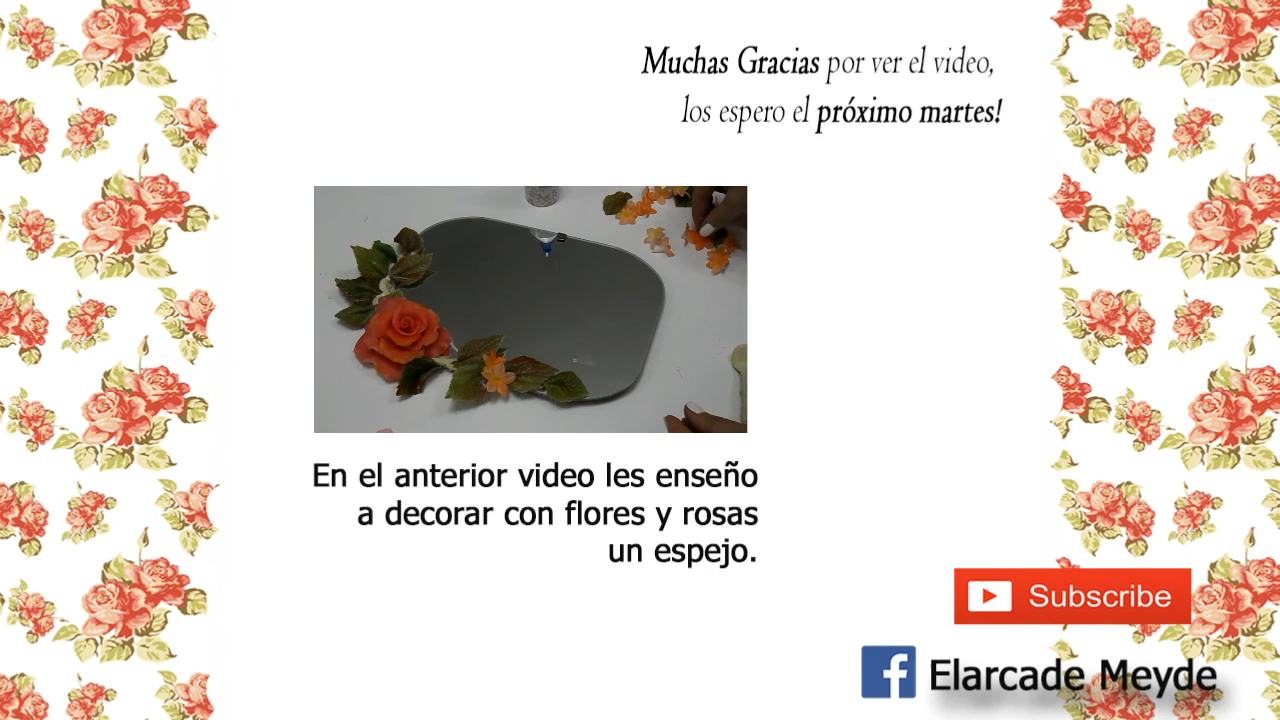 Muchas Gracias por ver el video,
los espero el próximo martes!
En el anterior video les enseño
a decorar con flores y rosas
un espejo.
Subscribe
Elarcade Meyde